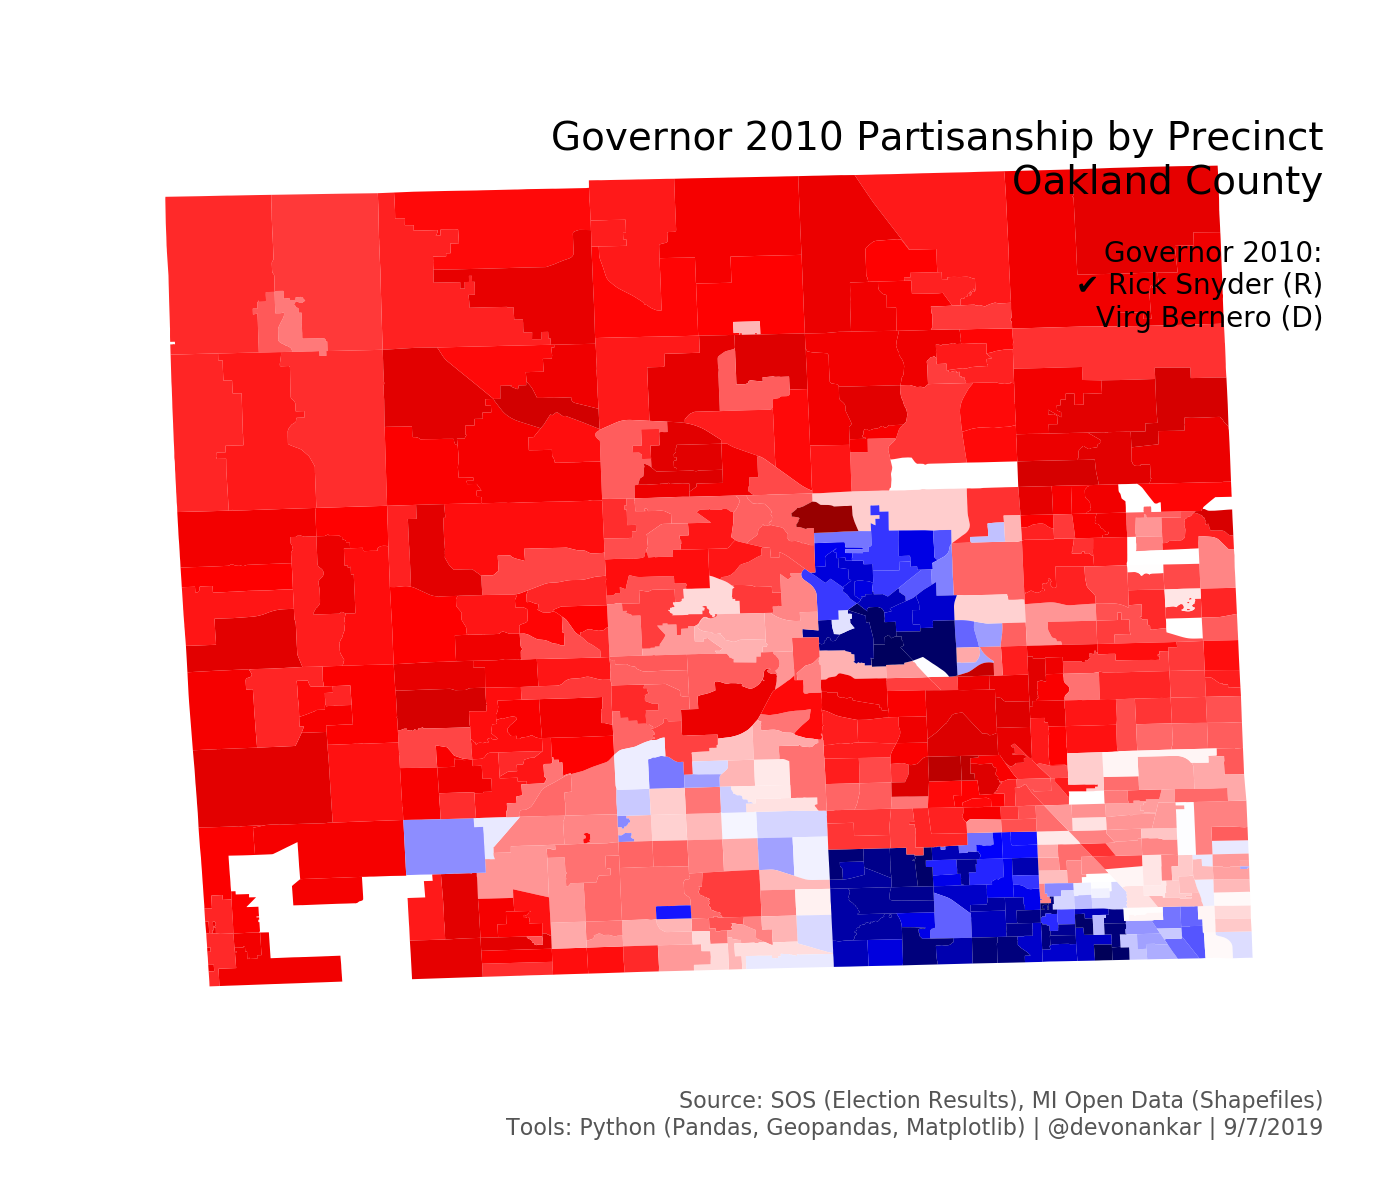 Governor 2010 Partisanship by Precinct
Oakland County
Governor 2010:
✔ Rick Snyder (R)
Virg Bernero (D)
Source: SOS (Election Results), MI Open Data (Shapefiles)
Tools: Python (Pandas, Geopandas, Matplotlib) | @devonankar | 9/7/2019